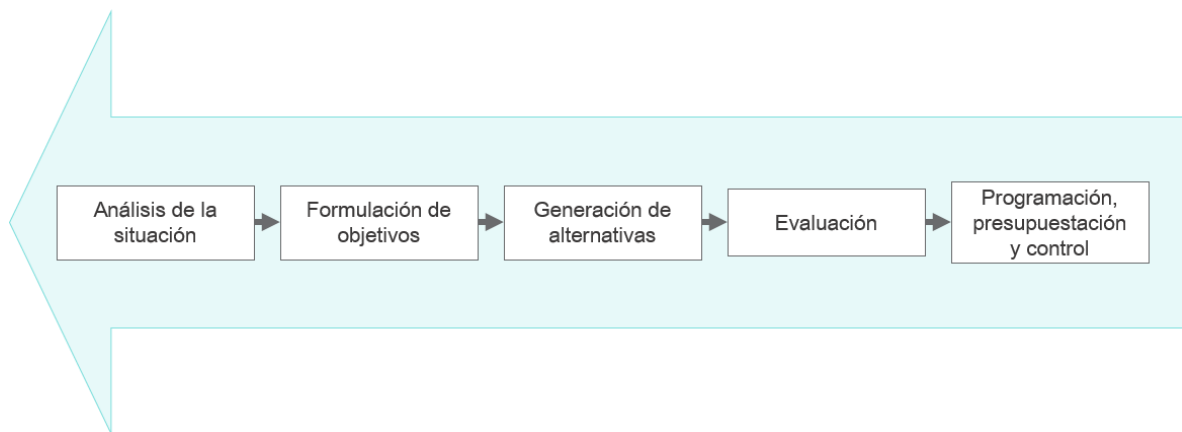 Análisis de la
situación
Formulación de
objetivos
Generación de
alternativas
Evaluación
Programación,
presupuestación
y control